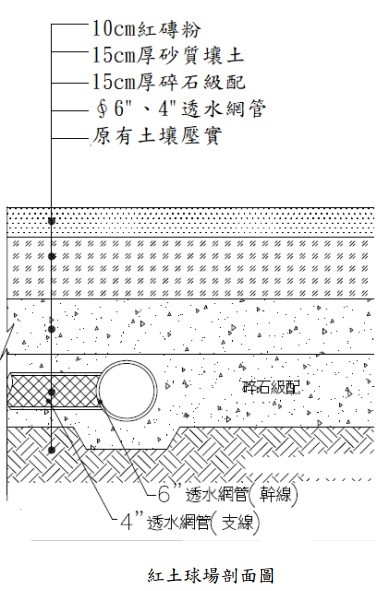 10cm紅磚粉
15cm厚砂質壤土
15cm厚碎石級配
∮6"、4"透水網管
原有土壤壓實
碎石級配
6”透水網管(幹線)
4”透水網管(支線)
紅土球場剖面圖